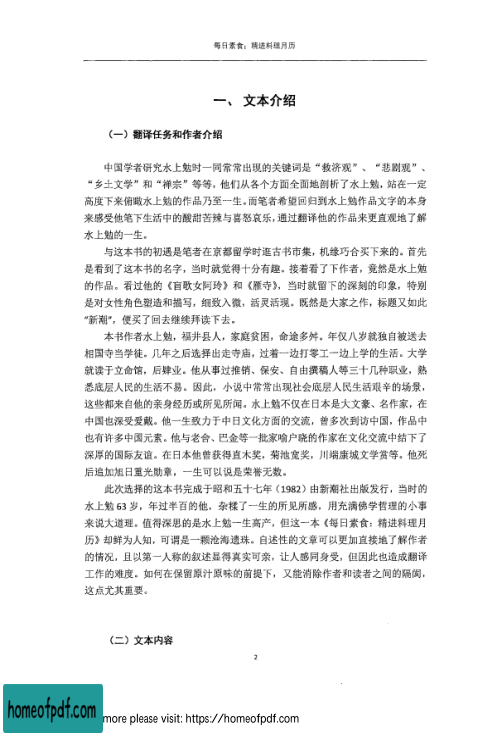 每日素食：精进料理月历
一、 文本介绍
（一）翻译任务和作者介绍
中国学者研究水上勉时一同常常出现的关键词是“救济观”、“悲剧观”、
“乡土文学”和“禅宗”等等。他们从各个方面全面地剖析了水上勉，站在一定
高度下来俯瞰水上勉的作品乃至一生。而笔者希望回归到水上勉作品文字的本身
来感受他笔下生活中的酸甜苦辣与喜怒哀乐，通过翻译他的作品来更直观地了解
水上勉的一生。
与这本书的初遇是笔者在京都留学时逛古书市集，机缘巧合买下来的。首先
是看到了这本书的名字，当时就觉得十分有趣。接着看了下作者，竟然是水上勉
的作品。看过他的《盲歌女阿玲》和《雁寺》，当时就留下的深刻的印象，特别
是对女性角色塑造和描写，细致入微，活灵活现。既然是大家之作，标题又如此
“新潮”，便买了回去继续拜读下去。
本书作者水上勉，福井县人，家庭贫困，命途多舛。年仅八岁就独自被送去
相国寺当学徒。几年之后选择出走寺庙，过着一边打零工一边上学的生活。大学
就读于立命馆，后肄业。他从事过推销、保安、自由撰稿人等三十几种职业，熟
悉底层人民的生活不易。因此，小说中常常出现社会底层人民生活艰辛的场景，
这些都来自他的亲身经历或所见所闻。水上勉不仅在日本是大文豪、名作家，在
中国也深受爱戴。他一生致力于中日文化方面的交流，曾多次到访中国，作品中
也有许多中国元素。他与老舍、巴金等一批家喻户晓的作家在文化交流中结下了
深厚的国际友谊。在日本他曾获得直木奖，菊池宽奖，川端康城文学赏等。他死
后追加旭日重光勋章，一生可以说是荣誉无数。
此次选择的这本书完成于昭和五十七年（1982）由新潮社出版发行，当时的
水上勉 63 岁，年过半百的他，杂糅了一生的所见所感，用充满佛学哲理的小事
来说大道理。值得深思的是水上勉一生高产，但这一本《每日素食：精进料理月
历》却鲜为人知，可谓是一颗沧海遗珠。自述性的文章可以更加直接地了解作者
的情况，且以第一人称的叙述显得真实可亲，让人感同身受，但因此也造成翻译
工作的难度。如何在保留原汁原味的前提下，又能消除作者和读者之间的隔阂，
这点尤其重要。
（二）文本内容
2
homeofpdf.com
more please visit: https://homeofpdf.com